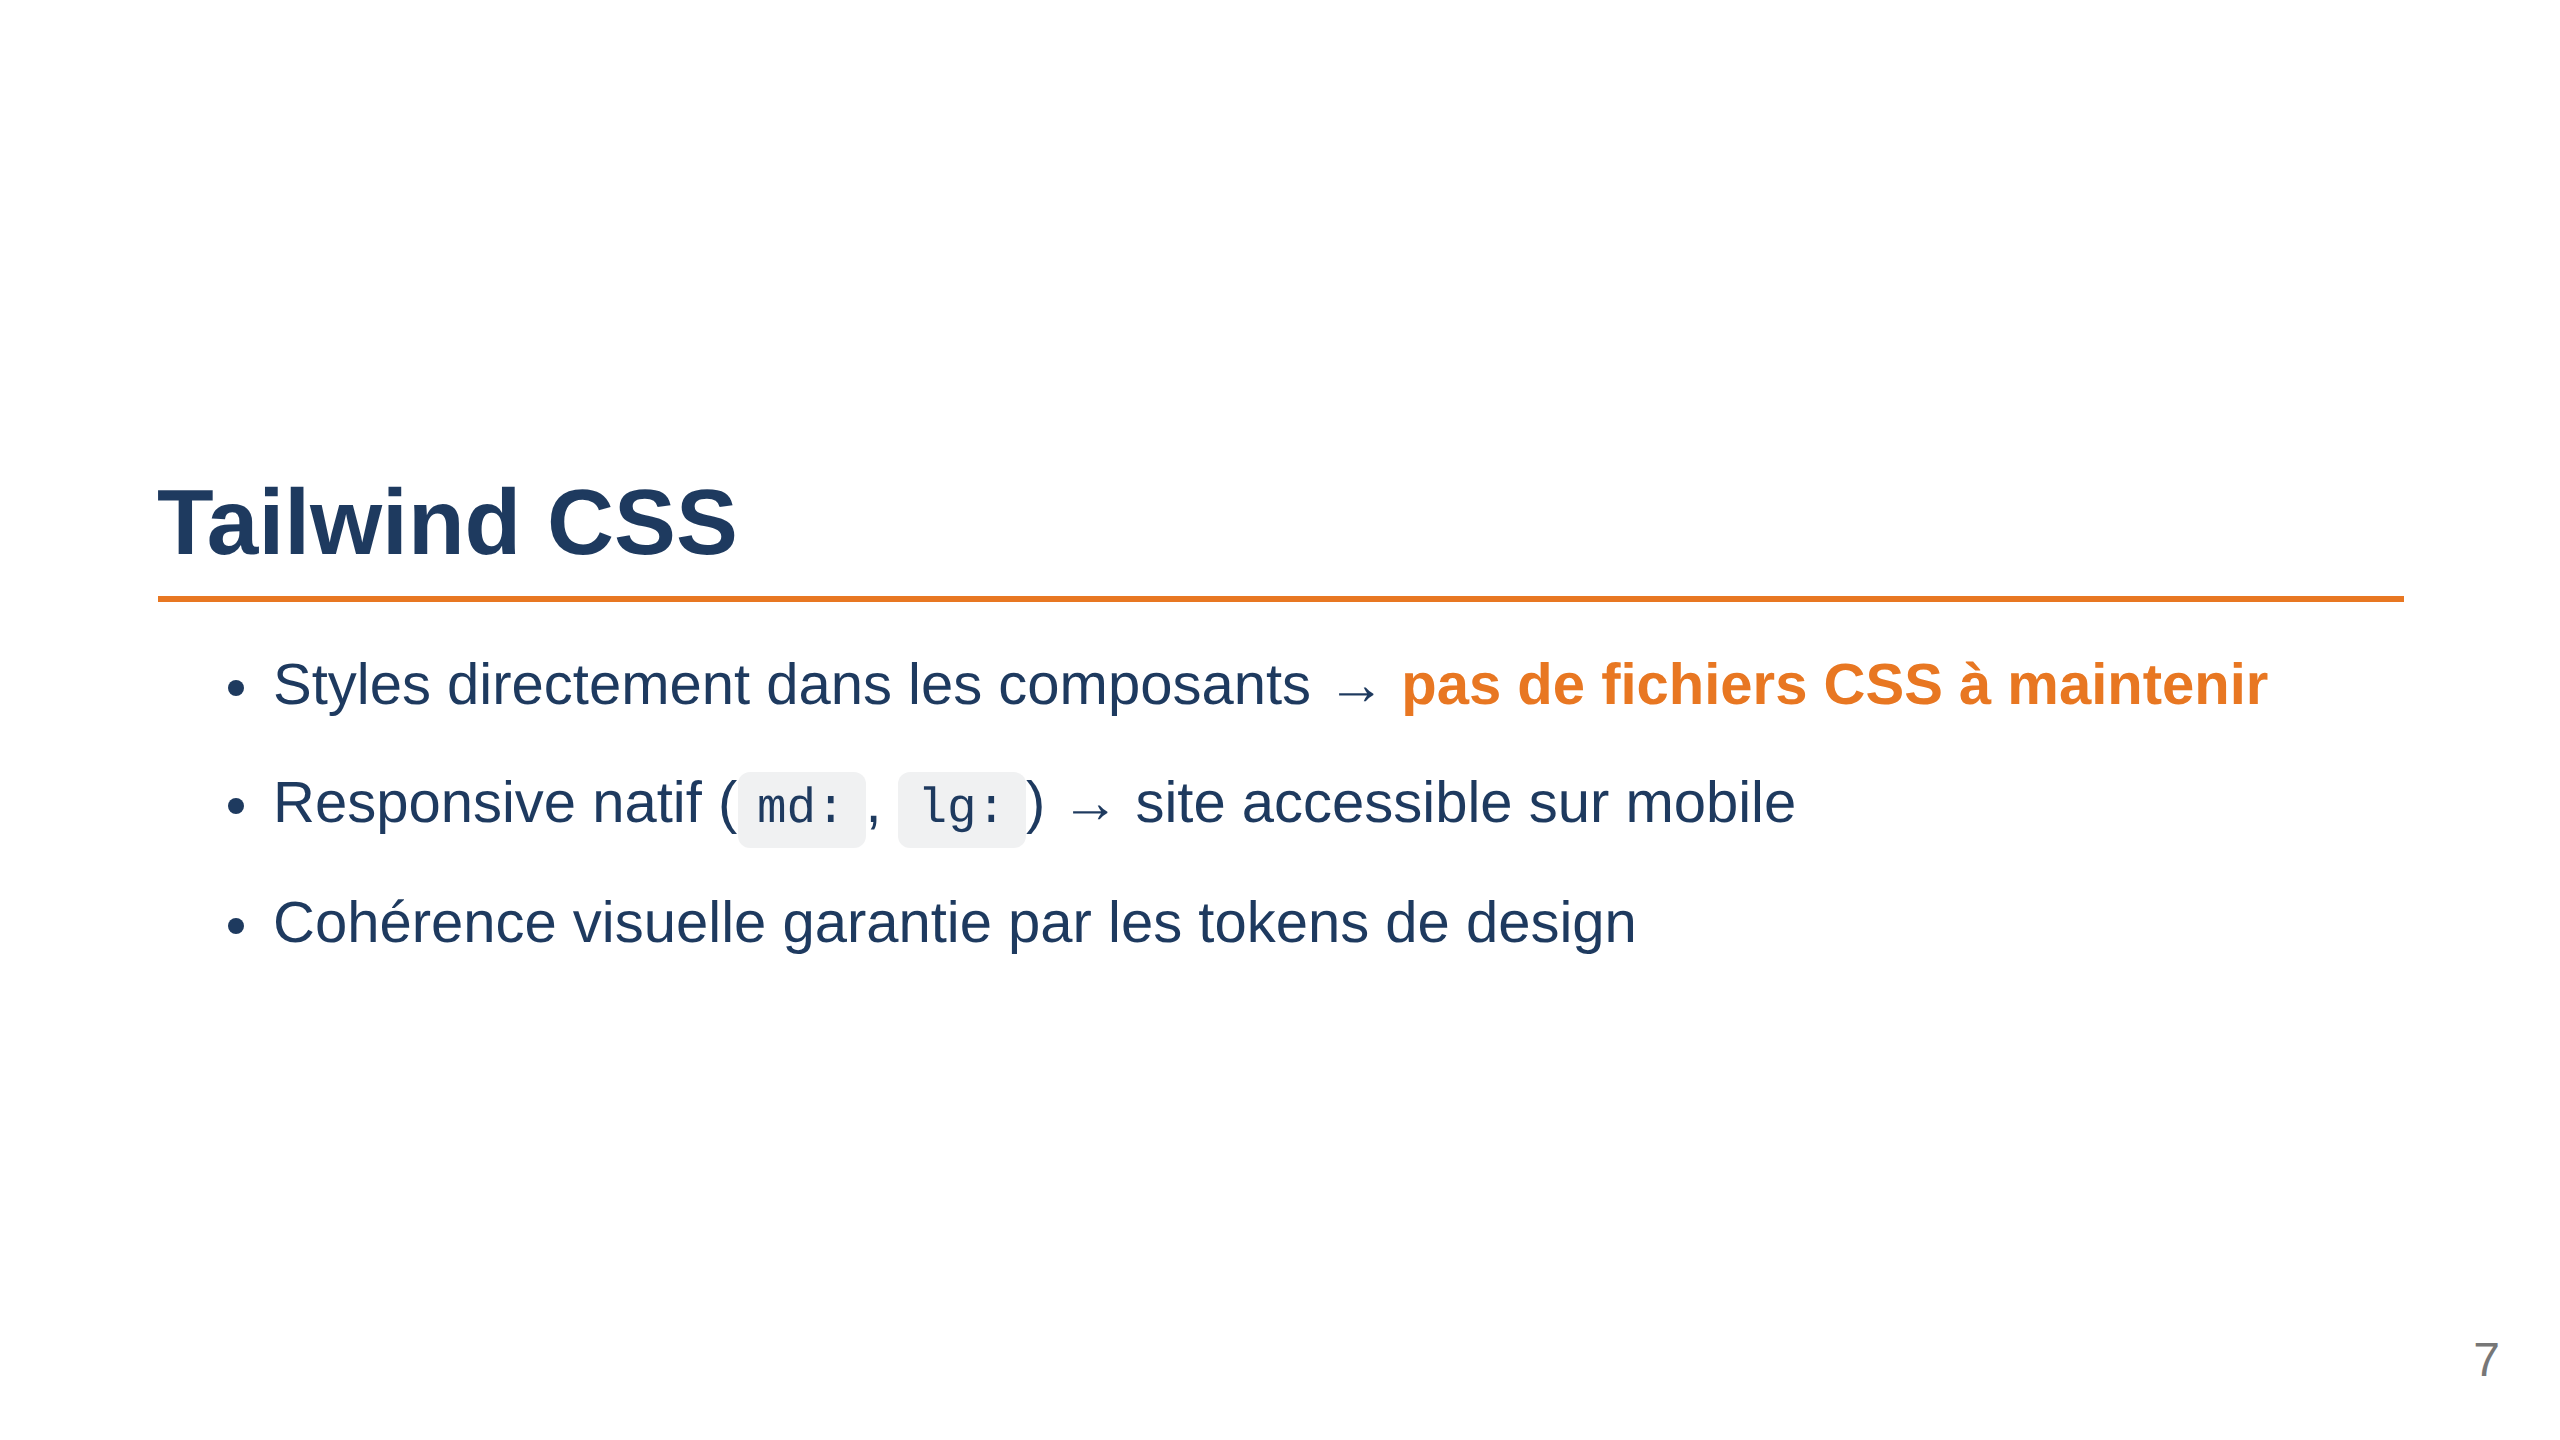 Tailwind CSS
• Styles directement dans les composants → pas de fichiers CSS à maintenir
• Responsive natif (md:, lg:) → site accessible sur mobile
• Cohérence visuelle garantie par les tokens de design
7